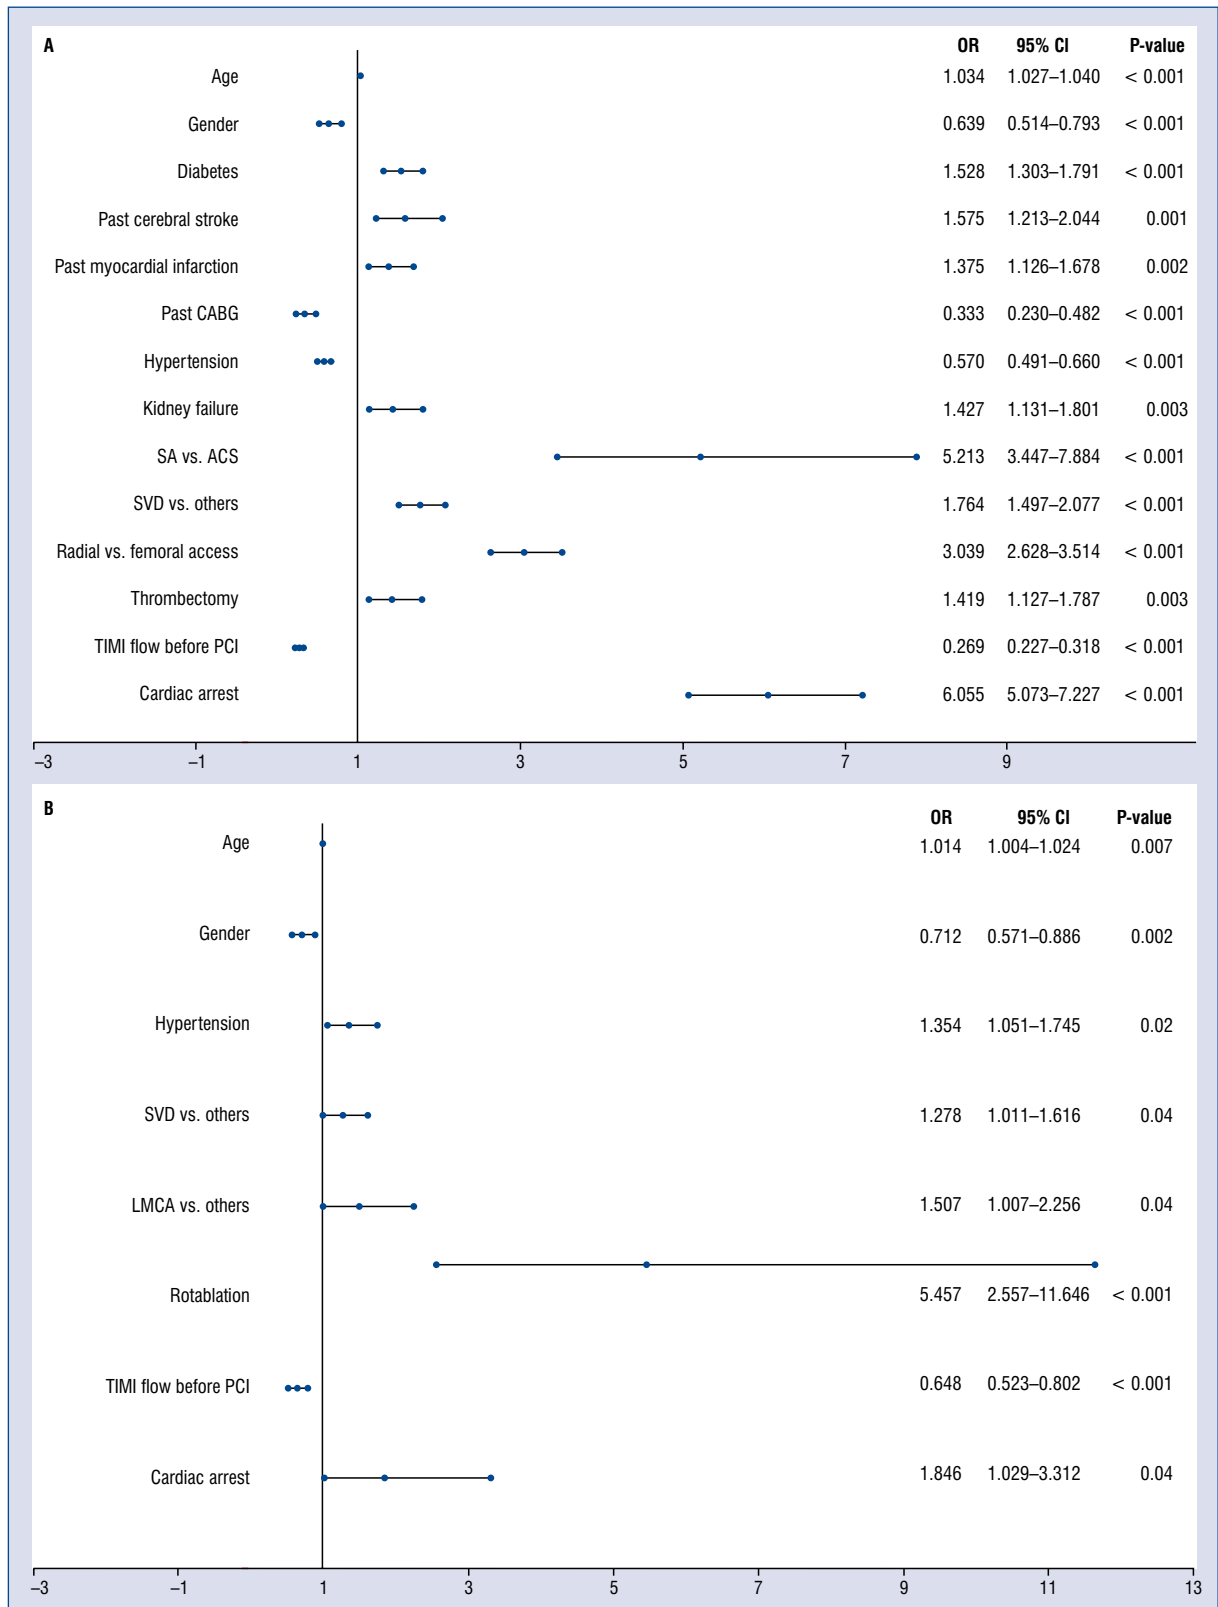 A
OR 95% CI P-value
Age 1.034 1.027–1.040 < 0.001
Gender 0.639 0.514–0.793 < 0.001
Diabetes 1.528 1.303–1.791 < 0.001
Past cerebral stroke 1.575 1.213–2.044 0.001
Past myocardial infarction 1.375 1.126–1.678 0.002
Past CABG 0.333 0.230–0.482 < 0.001
Hypertension 0.570 0.491–0.660 < 0.001
Kidney failure 1.427 1.131–1.801 0.003
SA vs. ACS 5.213 3.447–7.884 < 0.001
SVD vs. others 1.764 1.497–2.077 < 0.001
Radial vs. femoral access 3.039 2.628–3.514 < 0.001
Thrombectomy 1.419 1.127–1.787 0.003
TIMI flow before PCI 0.269 0.227–0.318 < 0.001
Cardiac arrest 6.055 5.073–7.227 < 0.001
–3 –1 1 3 5 7 9
B
OR 95% CI P-value
Age 1.014 1.004–1.024 0.007
Gender 0.712 0.571–0.886 0.002
Hypertension 1.354 1.051–1.745 0.02
SVD vs. others 1.278 1.011–1.616 0.04
LMCA vs. others 1.507 1.007–2.256 0.04
Rotablation 5.457 2.557–11.646 < 0.001
TIMI flow before PCI 0.648 0.523–0.802 < 0.001
Cardiac arrest 1.846 1.029–3.312 0.04
–3 –1 1 3 5 7 9 11 13